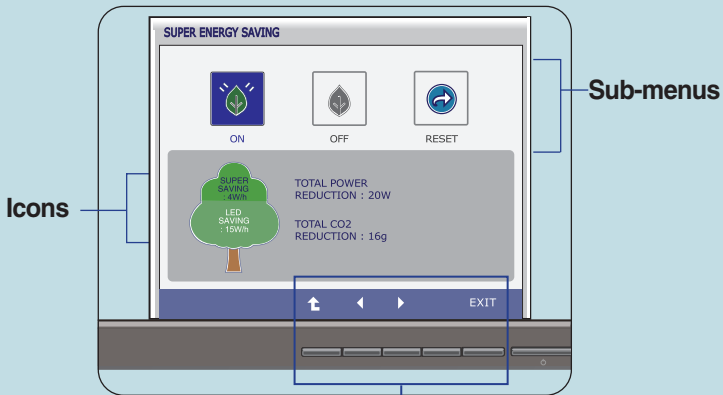 SUPER ENERGY SAVING
Sub-menus
ON
OFF
RESET
Icons
SUPER
SAVING
: 4W/h
LED
SAVING
: 15W/h
TOTAL POWER
REDUCTION : 20W
TOTAL CO2
REDUCTION : 16g
EXIT